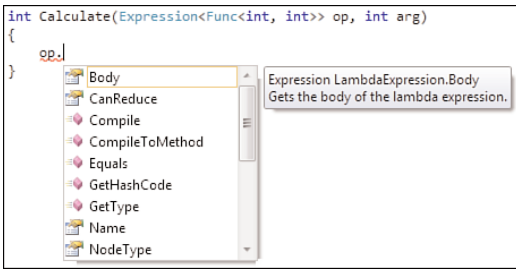 int Calculate(Expression<Func<int, int>> op, int arg)
{
op.
}
Body
CanReduce
Compile
CompileToMethod
Equals
GetHashCode
GetType
Name
NodeType
Expression LambdaExpression.Body
Gets the body of the lambda expression.